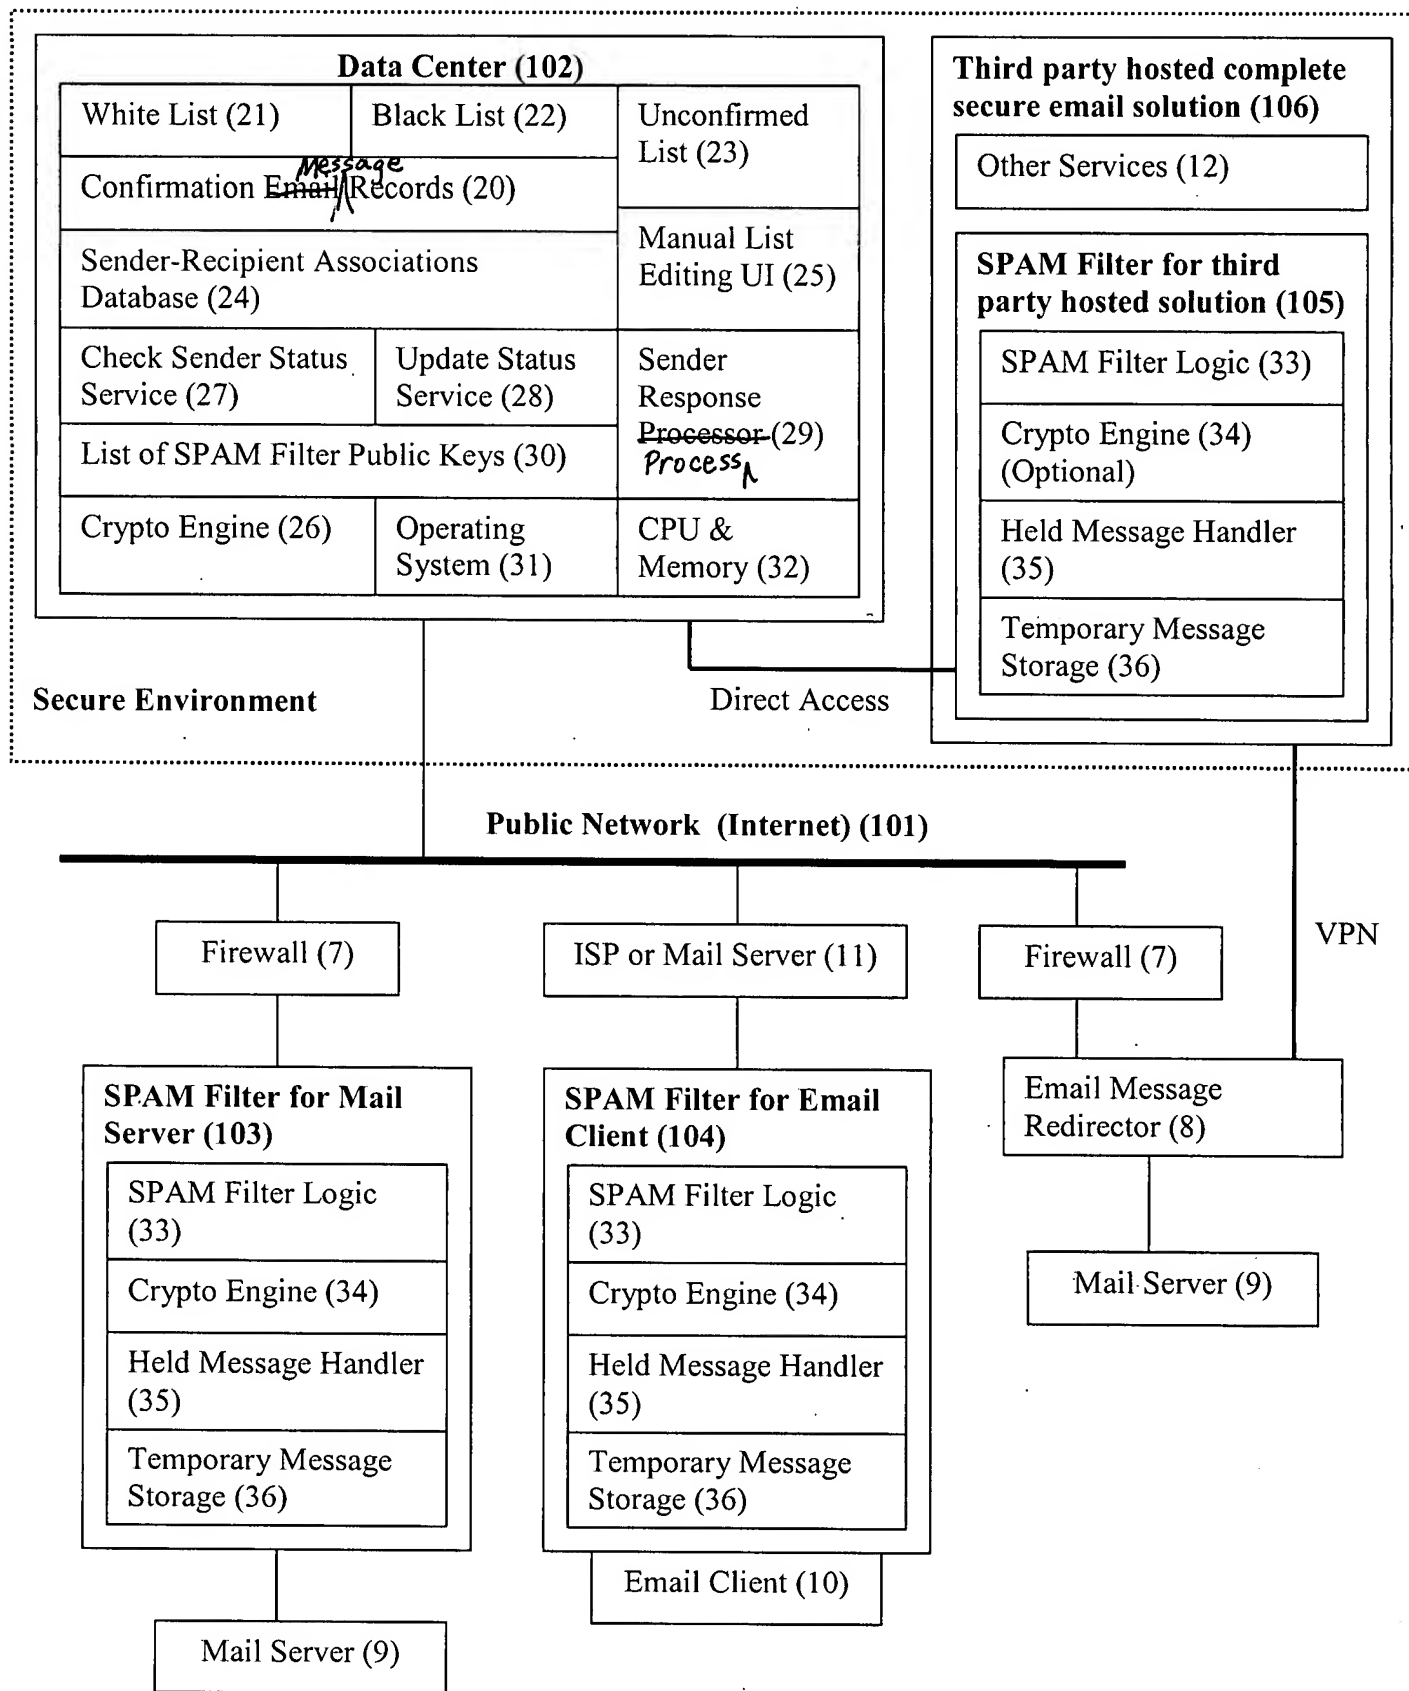 Data Center (102)
White List (21)
Black List (22)
Unconfirmed
List (23)
Message
Confirmation Email Records (20)
Sender-Recipient Associations
Database (24)
Manual List
Editing UI (25)
Check Sender Status
Service (27)
Update Status
Service (28)
Sender
Response
Processor (29)
Process
List of SPAM Filter Public Keys (30)
Crypto Engine (26)
Operating
System (31)
CPU &
Memory (32)
Third party hosted complete
secure email solution (106)
Other Services (12)
SPAM Filter for third
party hosted solution (105)
SPAM Filter Logic (33)
Crypto Engine (34)
(Optional)
Held Message Handler
(35)
Temporary Message
Storage (36)
Secure Environment
Direct Access
Public Network (Internet) (101)
Firewall (7)
ISP or Mail Server (11)
Firewall (7)
VPN
SPAM Filter for Mail
Server (103)
SPAM Filter Logic
(33)
Crypto Engine (34)
Held Message Handler
(35)
Temporary Message
Storage (36)
Mail Server (9)
SPAM Filter for Email
Client (104)
SPAM Filter Logic
(33)
Crypto Engine (34)
Held Message Handler
(35)
Temporary Message
Storage (36)
Email Client (10)
Email Message
Redirector (8)
Mail Server (9)